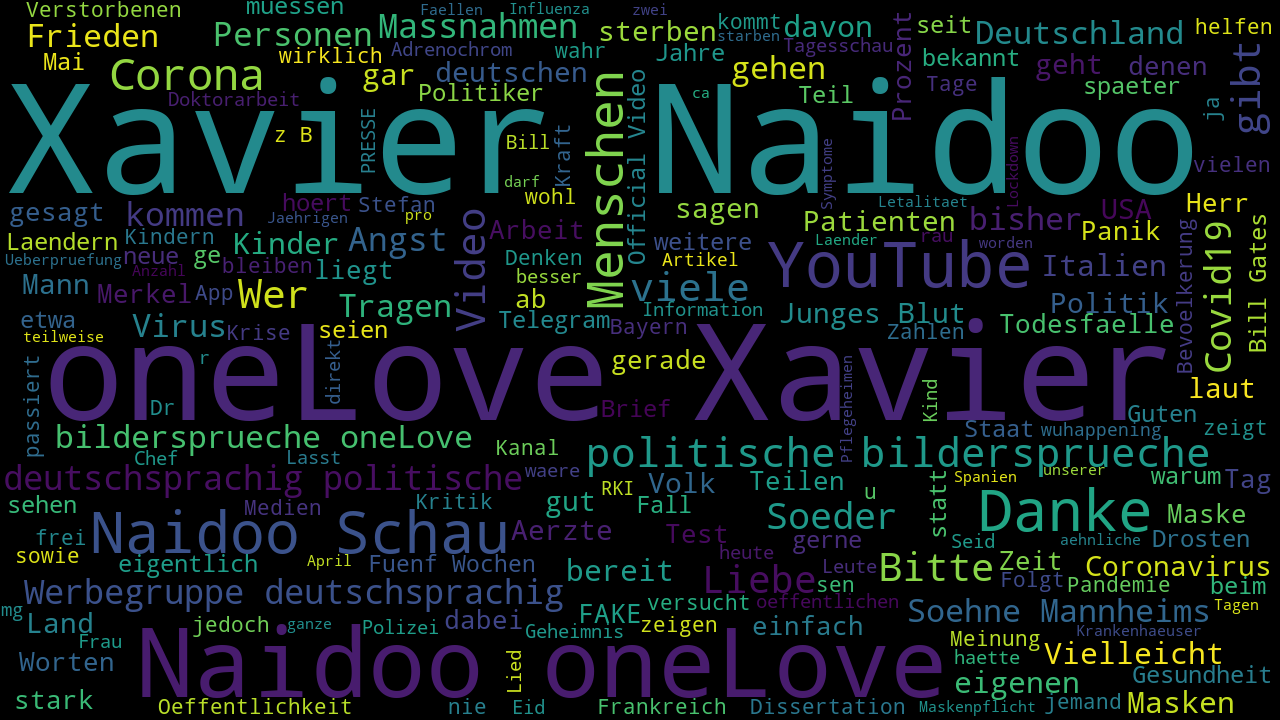 Verstorbenen muessen Faellen Influenza zwei
Frieden Personen Massnahmen sterben kommt starben davon seit Deutschland helfen
Mai Corona wirklich Adrenochrom wahr Jahre Tagesschau Prozent bekannt geht denen gibt
gar deutschen gehen
Doktorarbeit Politiker Teil Tage spaeter ja
Xavier Naidoo
z B PRESSE Bill Kraft Menschen Official Video ca Symptome Lockdown vielen
darf
gesagt kommen hoert Stefan pro wohl sagen Letalitaet Herr
Jaehrigen Patienten bisher USA
Laendern Kindern Kinder Angst Video Arbeit weitere Laender rau worden Panik
Ueberpruefung neue ge bleiben liegt Denken Artikel YouTube Italien Bevoelkerung Covid19 Bill Gates
Anzahl besser
Mann Merkel App Wer Tragen ab viele Information Junges Blut Politik
etwa Virus Krise seien Telegram Bayern Zahlen Todesfaelle
teilweise
oneLove Xavier
passiert r direkt gerade Pflegeheimen Kind laut
Dr Brief Guten
bildersprueche oneLove Kanal Staat wuhappening zeigt
Chef Lasst politische bildersprueche
deutschsprachig politische waere RKI Volk Teilen Spanien unserer warum Tag
sehen Medien Kritik gut Fall u statt
Naidoo Schau Aerzte Test Soeder Danke Maske
frei heute gerne Seid aehnliche Drosten
sowie eigentlich April Fuenf Wochen bereit Liebe Leute Bitte Zeit Coronavirus
sen Folgt Pandemie beim
Werbegruppe deutschsprachig FAKE versucht oeffentlichen Soehne Mannheims Tagen
mg Land jedoch ganze Polizei dabei Geheimnis zeigen einfach Meinung Krankenhaeuser
Frau haette Vielleicht
Worten Naidoo oneLove Lied eigenen Gesundheit
stark Oeffentlichkeit nie Eid Frankreich Dissertation Maskenpflicht jemand Masken